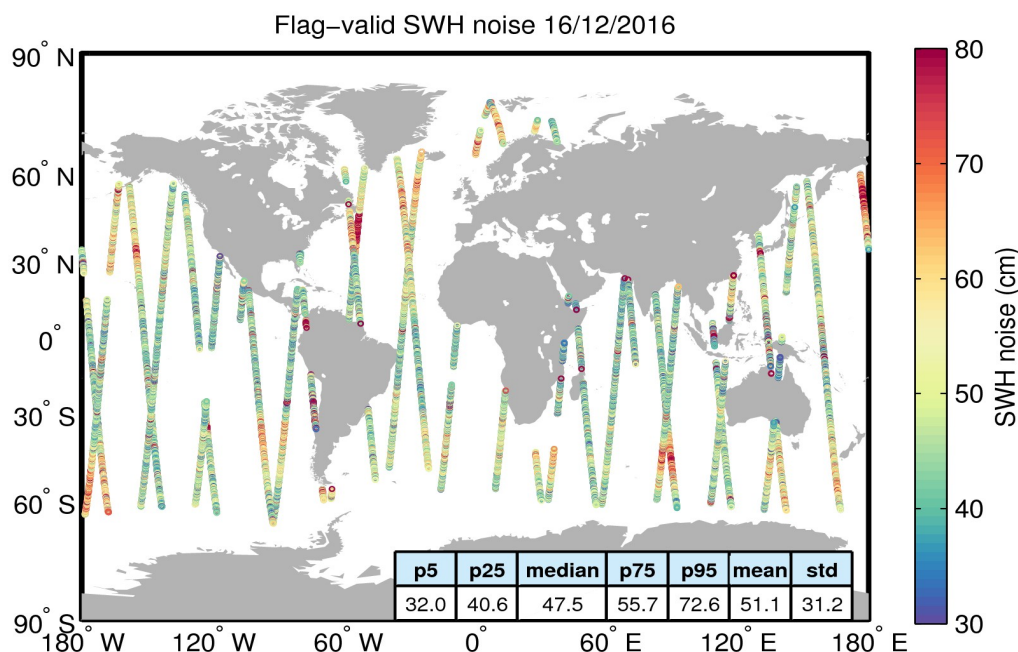 Flag−valid SWH noise 16/12/2016
90° N
60° N
30° N
0°
30° S
60° S
90° S
180° W
120° W
60° W
0°
60° E
120° E
180° E
p5 p25 median p75 p95 mean std
32.0 40.6 47.5 55.7 72.6 51.1 31.2
80
70
60
50
40
30
SWH noise (cm)